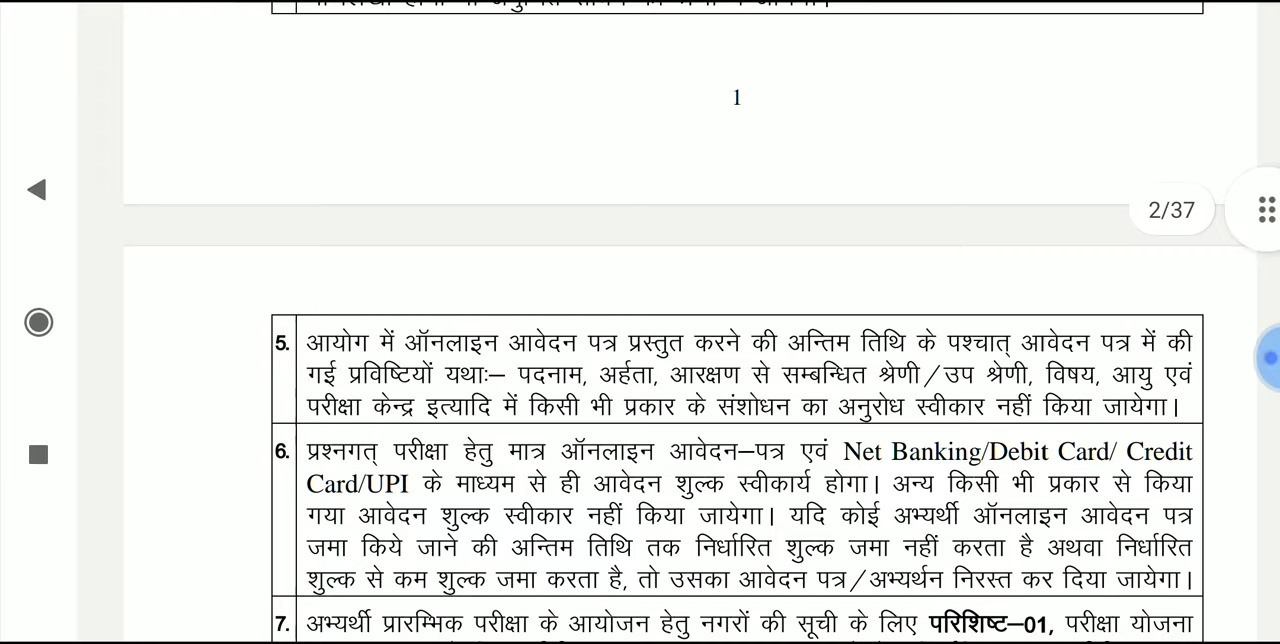 1
2/37
5. आयोग में ऑनलाइन आवेदन पत्र प्रस्तुत करने की अन्तिम तिथि के पश्चात् आवेदन पत्र में की
गई प्रविष्टियों यथाः– पदनाम, अर्हता, आरक्षण से सम्बन्धित श्रेणी/उप श्रेणी, विषय, आयु एवं
परीक्षा केन्द्र इत्यादि में किसी भी प्रकार के संशोधन का अनुरोध स्वीकार नहीं किया जायेगा।
6. प्रश्नगत् परीक्षा हेतु मात्र ऑनलाइन आवेदन–पत्र एवं Net Banking/Debit Card/ Credit
Card/UPI के माध्यम से ही आवेदन शुल्क स्वीकार्य होगा। अन्य किसी भी प्रकार से किया
गया आवेदन शुल्क स्वीकार नहीं किया जायेगा। यदि कोई अभ्यर्थी ऑनलाइन आवेदन पत्र
जमा किये जाने की अन्तिम तिथि तक निर्धारित शुल्क जमा नहीं करता है अथवा निर्धारित
शुल्क से कम शुल्क जमा करता है, तो उसका आवेदन पत्र/अभ्यर्थन निरस्त कर दिया जायेगा।
7. अभ्यर्थी प्रारम्भिक परीक्षा के आयोजन हेतु नगरों की सूची के लिए परिशिष्ट–01, परीक्षा योजना